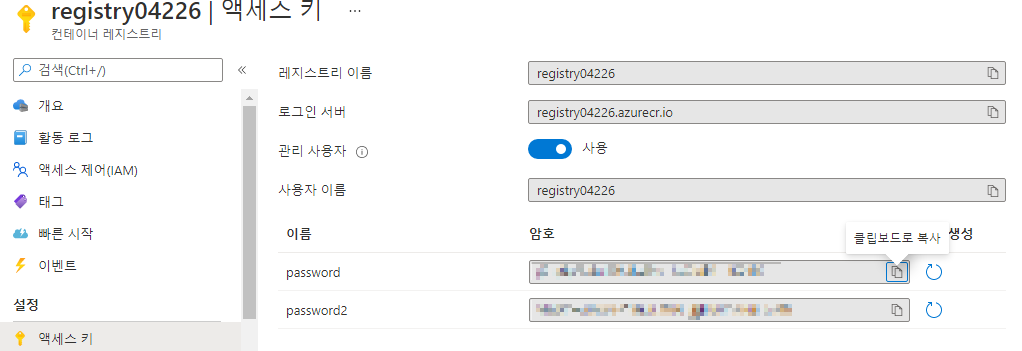 registry04226 | 액세스 키 ...
컨테이너 레지스트리
검색(Ctrl+/)
개요
활동 로그
액세스 제어(IAM)
태그
빠른 시작
이벤트
설정
액세스 키
레지스트리 이름 registry04226
로그인 서버 registry04226.azurecr.io
관리 사용자 사용
사용자 이름 registry04226
이름 암호 생성
클립보드로 복사
password
password2